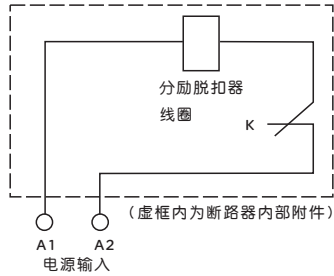 分励脱扣器
线圈
K
（虚框内为断路器内部附件）
A1 A2
电源输入